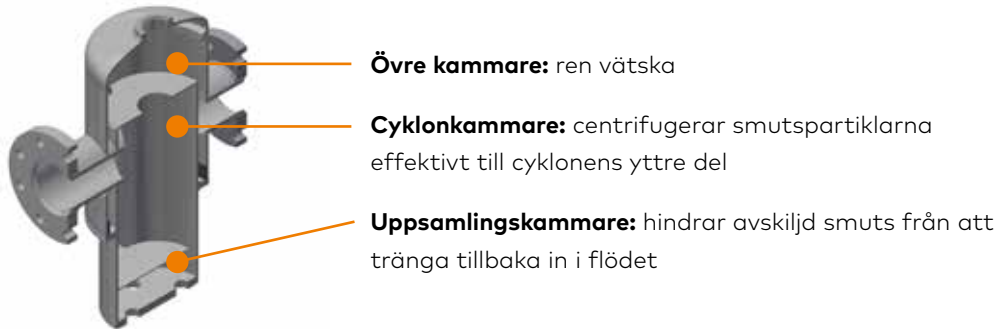 Övre kammare: ren vätska
Cyklonkammare: centrifugerar smutspartiklarna
effektivt till cyklonens yttre del
Uppsamlingskammare: hindrar avskiljd smuts från att
tränga tillbaka in i flödet